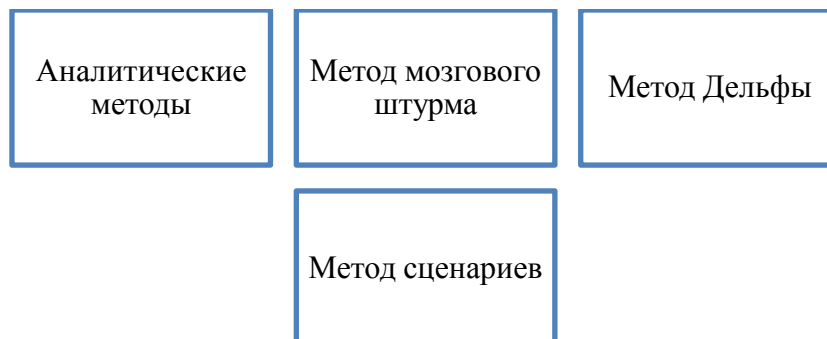 Аналитические
методы
Метод мозгового
штурма
Метод Дельфы
Метод сценариев